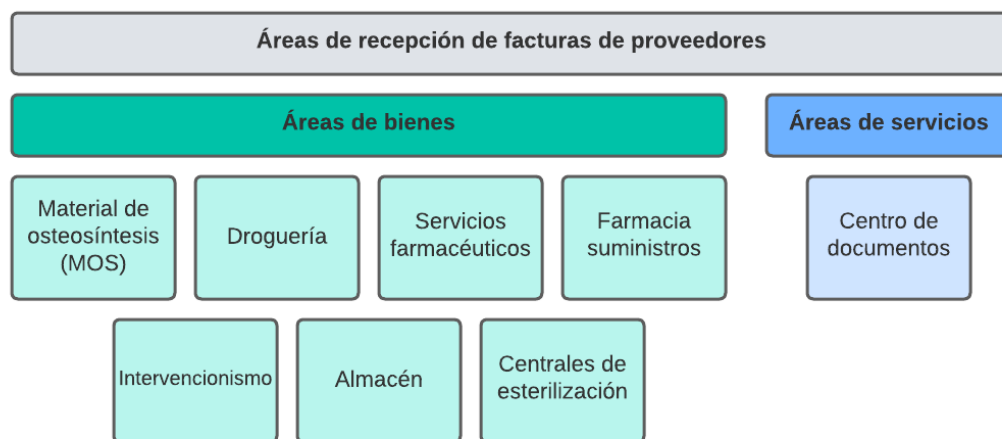 Áreas de recepción de facturas de proveedores
Áreas de bienes
Áreas de servicios
Material de
osteosíntesis
(MOS)
Droguería
Servicios
farmacéuticos
Farmacia
suministros
Centro de
documentos
Intervencionismo
Almacén
Centrales de
esterilización